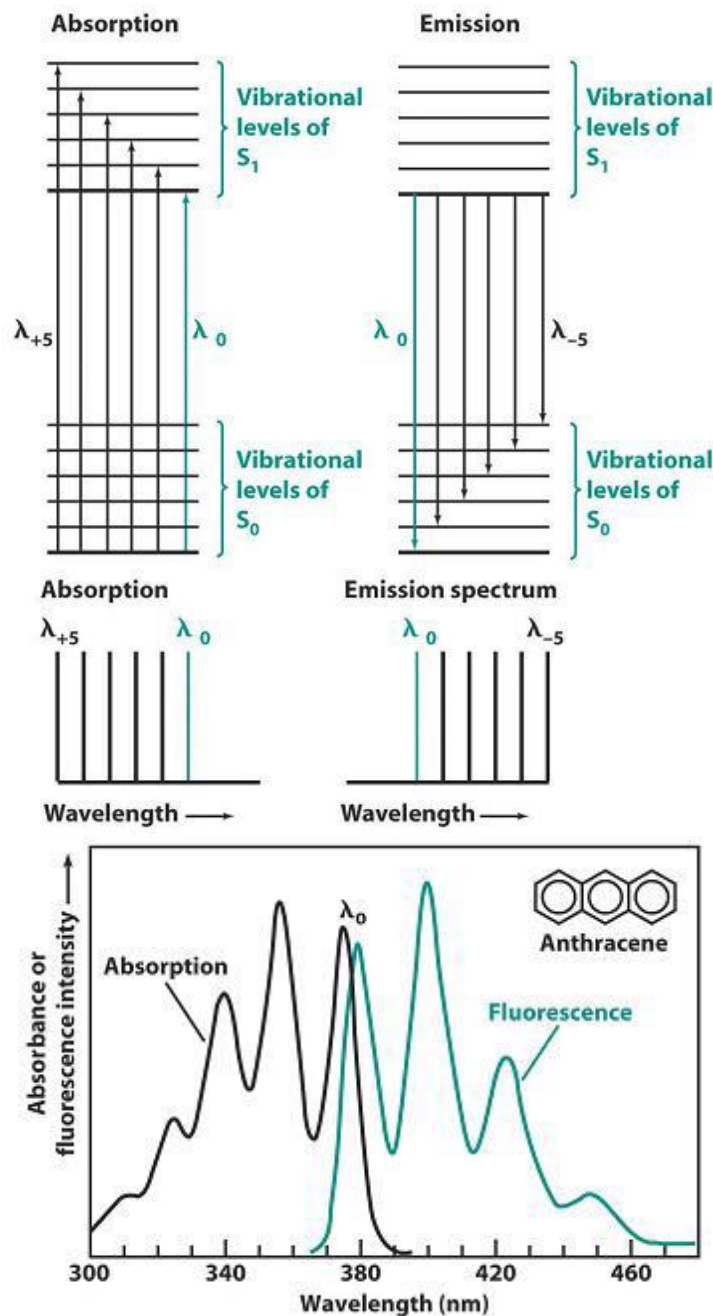 Absorption
Emission
Vibrational
levels of
S₁
Vibrational
levels of
S₁
λ₊₅
λ₀
λ₀
λ₋₅
Vibrational
levels of
S₀
Vibrational
levels of
S₀
Absorption
Emission spectrum
λ₊₅
λ₀
λ₀
λ₋₅
Wavelength
Wavelength
Absorbance or
fluorescence intensity
λ₀
Anthracene
Absorption
Fluorescence
300 340 380 420 460
Wavelength (nm)